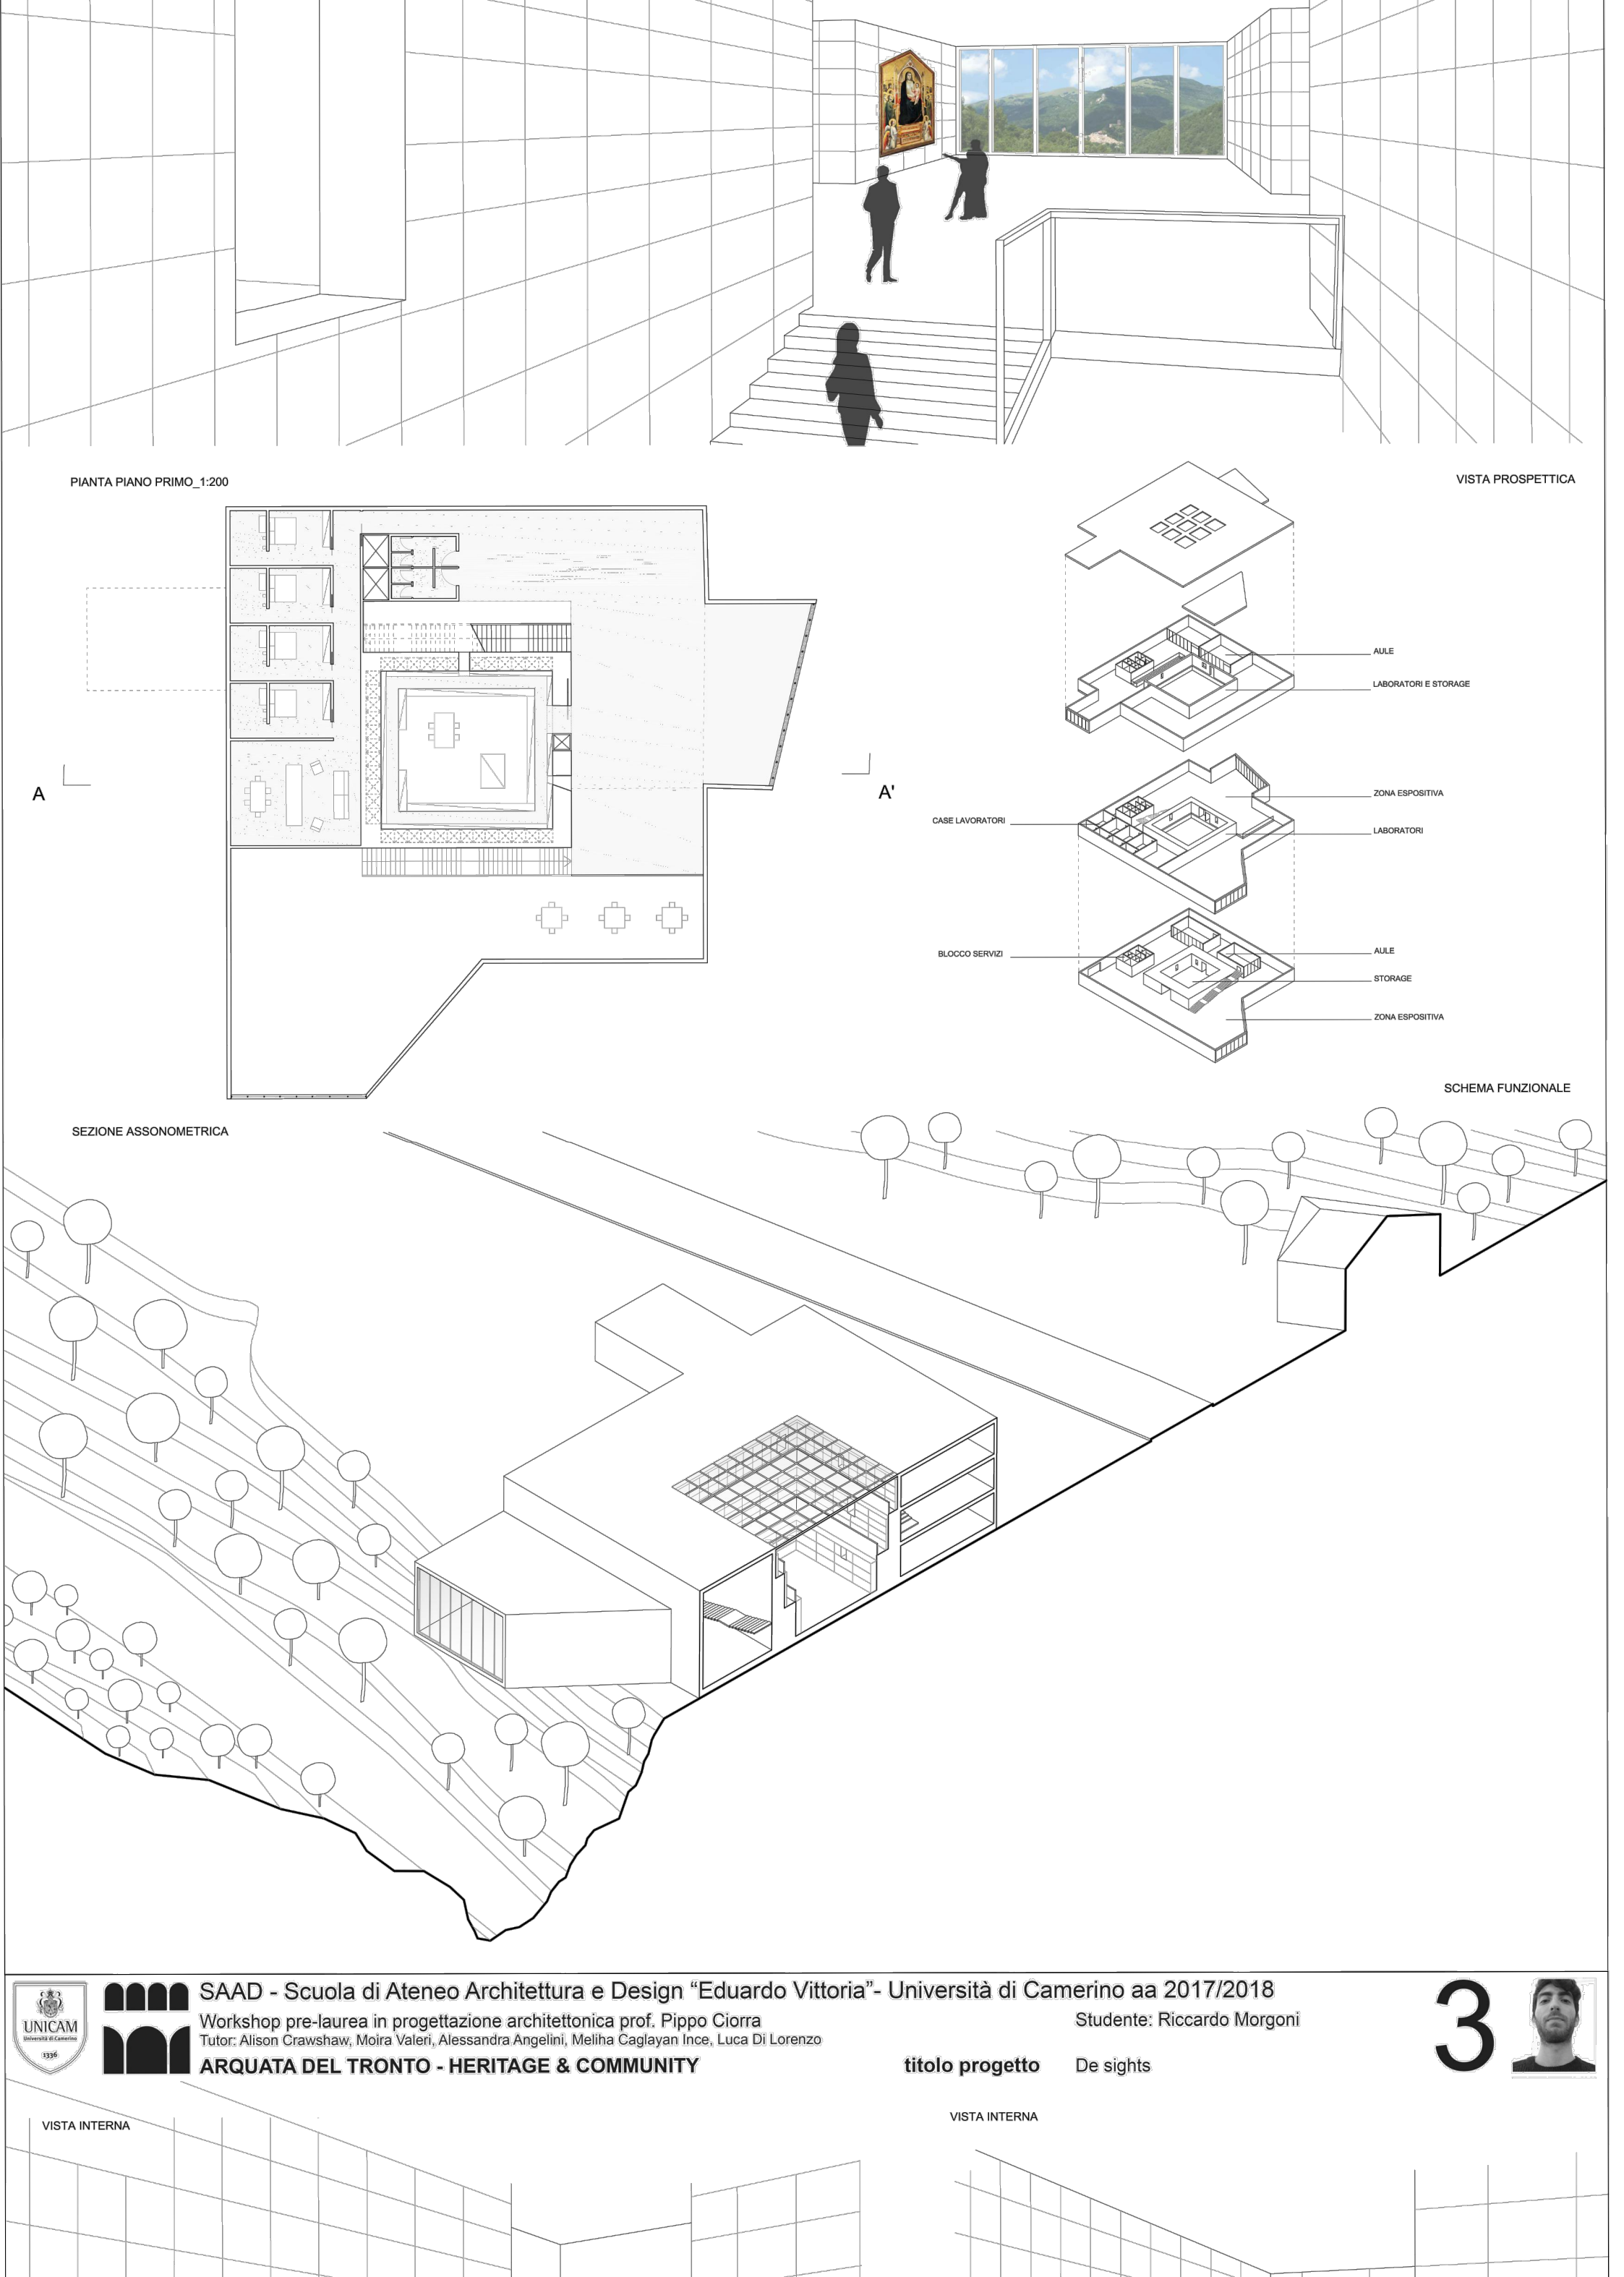 PIANTA PIANO PRIMO_1:200
VISTA PROSPETTICA
AULE
LABORATORI E STORAGE
A
A'
ZONA ESPOSITIVA
CASE LAVORATORI
LABORATORI
BLOCCO SERVIZI
AULE
STORAGE
ZONA ESPOSITIVA
SCHEMA FUNZIONALE
SEZIONE ASSONOMETRICA
UNICAM
Università di Camerino
1336
SAAD - Scuola di Ateneo Architettura e Design “Eduardo Vittoria”- Università di Camerino aa 2017/2018
Workshop pre-laurea in progettazione architettonica prof. Pippo Ciorra
Studente: Riccardo Morgoni
Tutor: Alison Crawshaw, Moira Valeri, Alessandra Angelini, Meliha Caglayan Ince, Luca Di Lorenzo
ARQUATA DEL TRONTO - HERITAGE & COMMUNITY
titolo progetto De sights
3
VISTA INTERNA
VISTA INTERNA